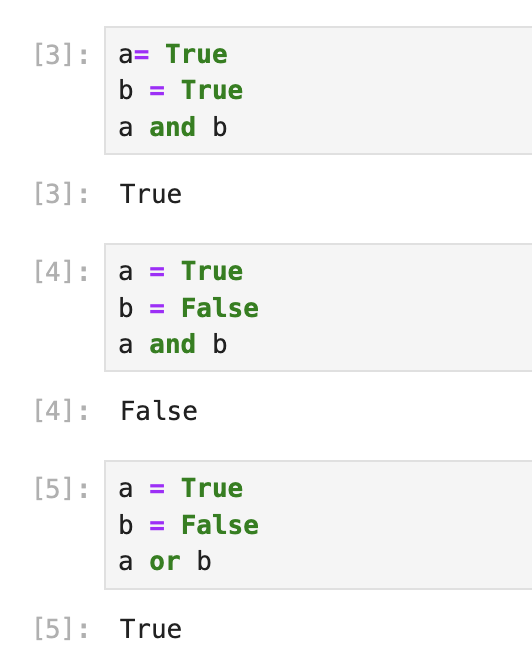 [3]: a= True
b = True
a and b
[3]: True
[4]: a = True
b = False
a and b
[4]: False
[5]: a = True
b = False
a or b
[5]: True